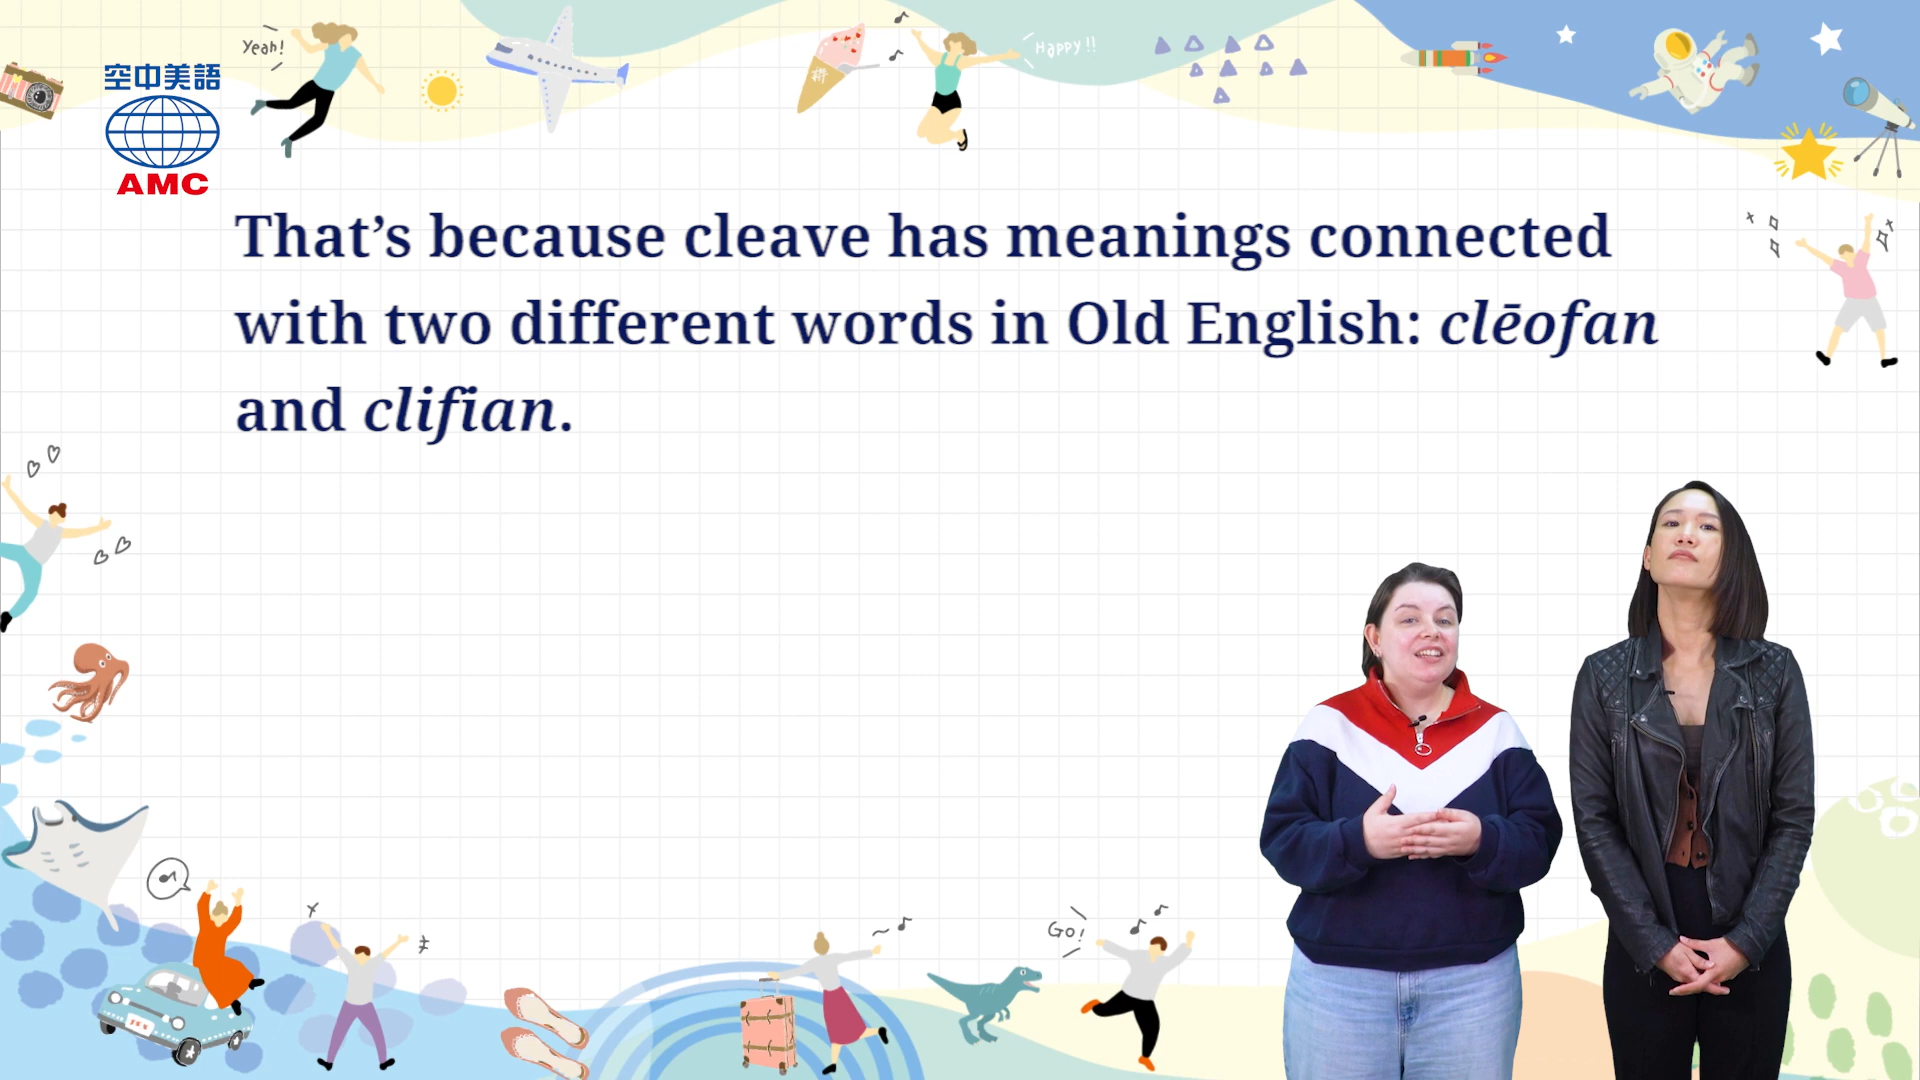 Yeah!
Happy!!
空中美語
AMC
That’s because cleave has meanings connected
with two different words in Old English: clēofan
and clifian.
Go!